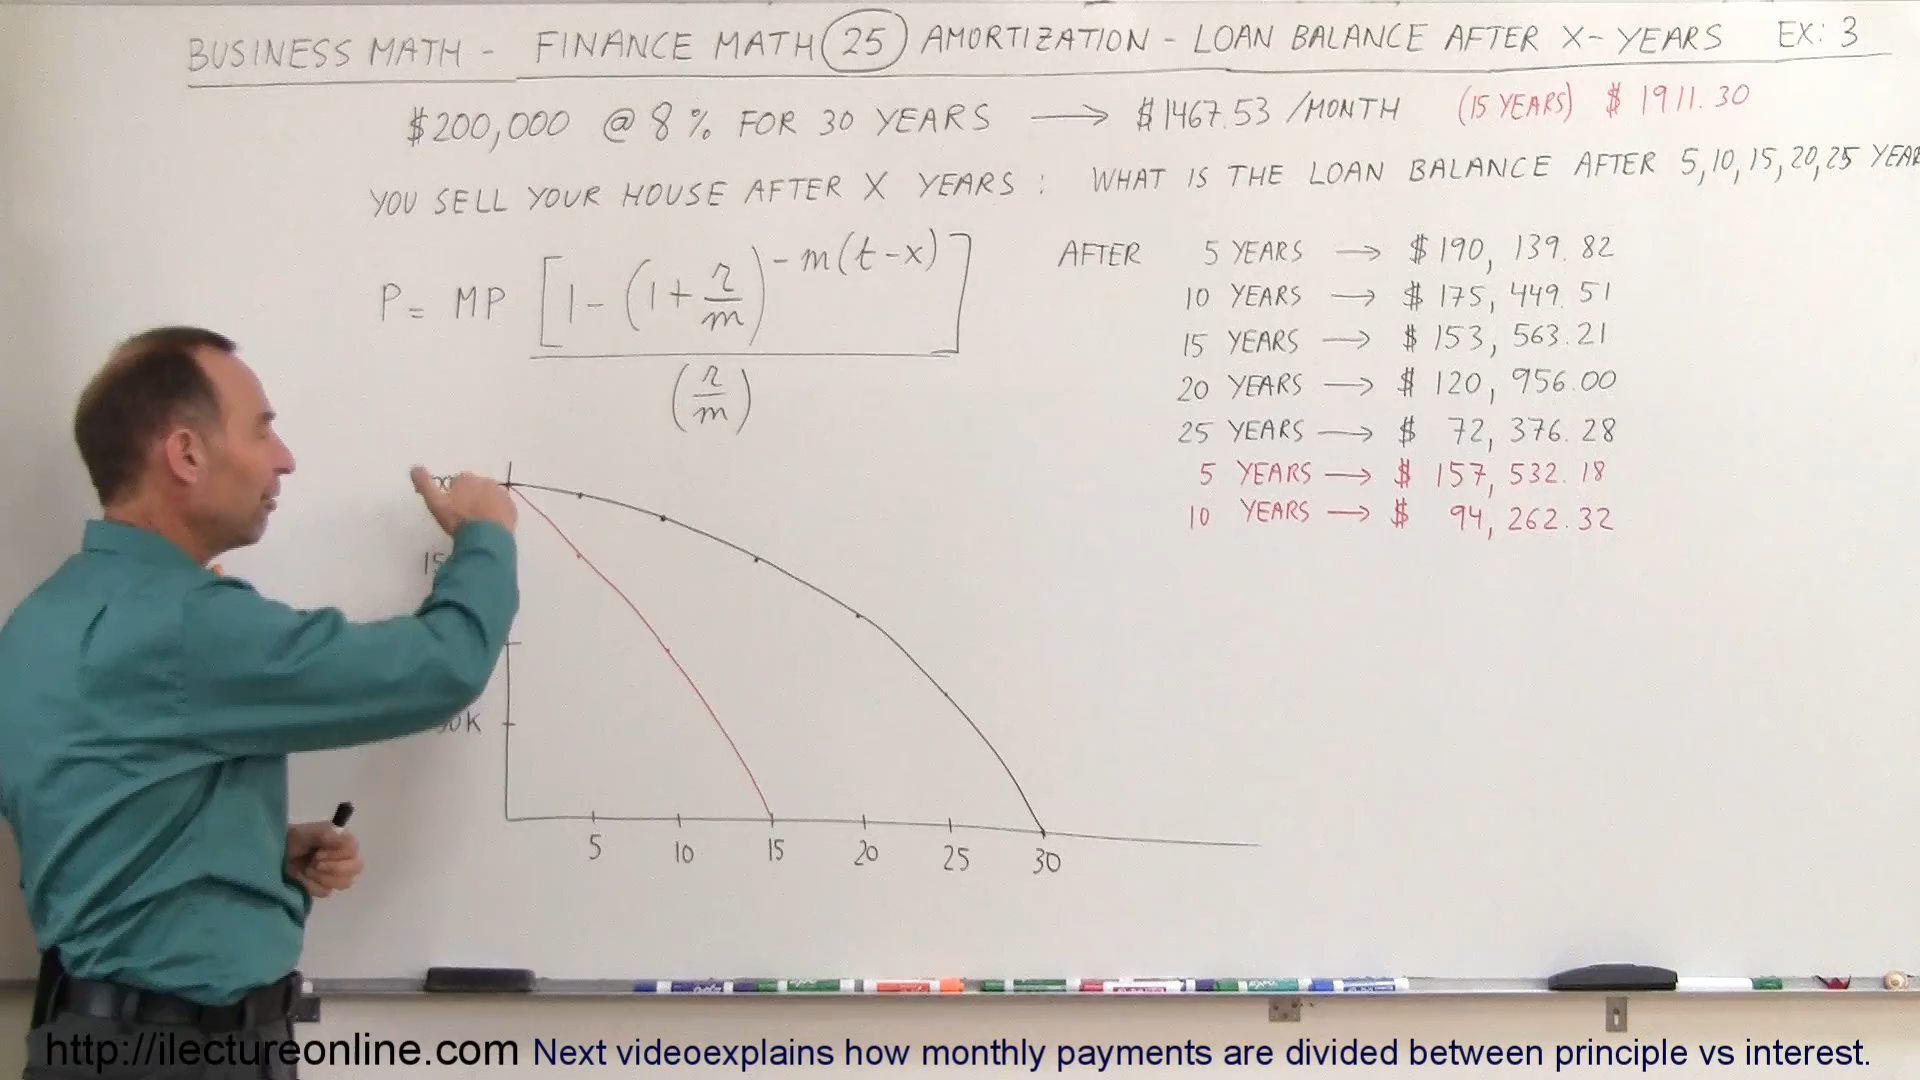 BUSINESS MATH - FINANCE MATH 25 AMORTIZATION - LOAN BALANCE AFTER X-YEARS EX: 3
$200,000 @ 8% FOR 30 YEARS → $1467.53 /MONTH (15 YEARS) $ 1911.30
YOU SELL YOUR HOUSE AFTER X YEARS : WHAT IS THE LOAN BALANCE AFTER 5,10,15,20,25
P = MP [1 - (1 + r/m)^-m(t-x)] / (r/m)
AFTER 5 YEARS → $ 190, 139.82
10 YEARS → $ 175, 449.51
15 YEARS → $ 153, 563.21
20 YEARS → $ 120, 956.00
25 YEARS → $ 72, 376.28
5 YEARS → $ 157, 532.18
10 YEARS → $ 94, 262.32
5 10 15 20 25 30
http://ilectureonline.com Next videoexplains how monthly payments are divided between principle vs interest.